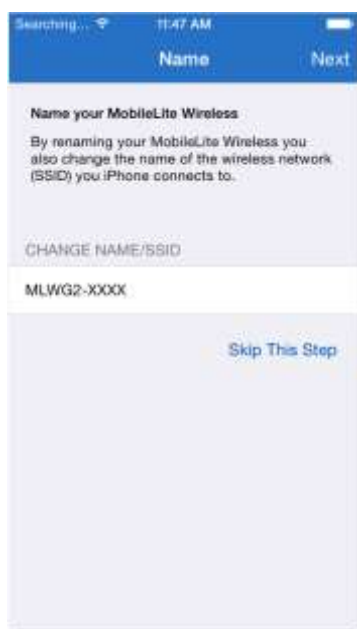 Searching... 11:47 AM
Name Next
Name your MobileLite Wireless
By renaming your MobileLite Wireless you
also change the name of the wireless network
(SSID) you iPhone connects to.
CHANGE NAME/SSID
MLWG2-XXXX
Skip This Step